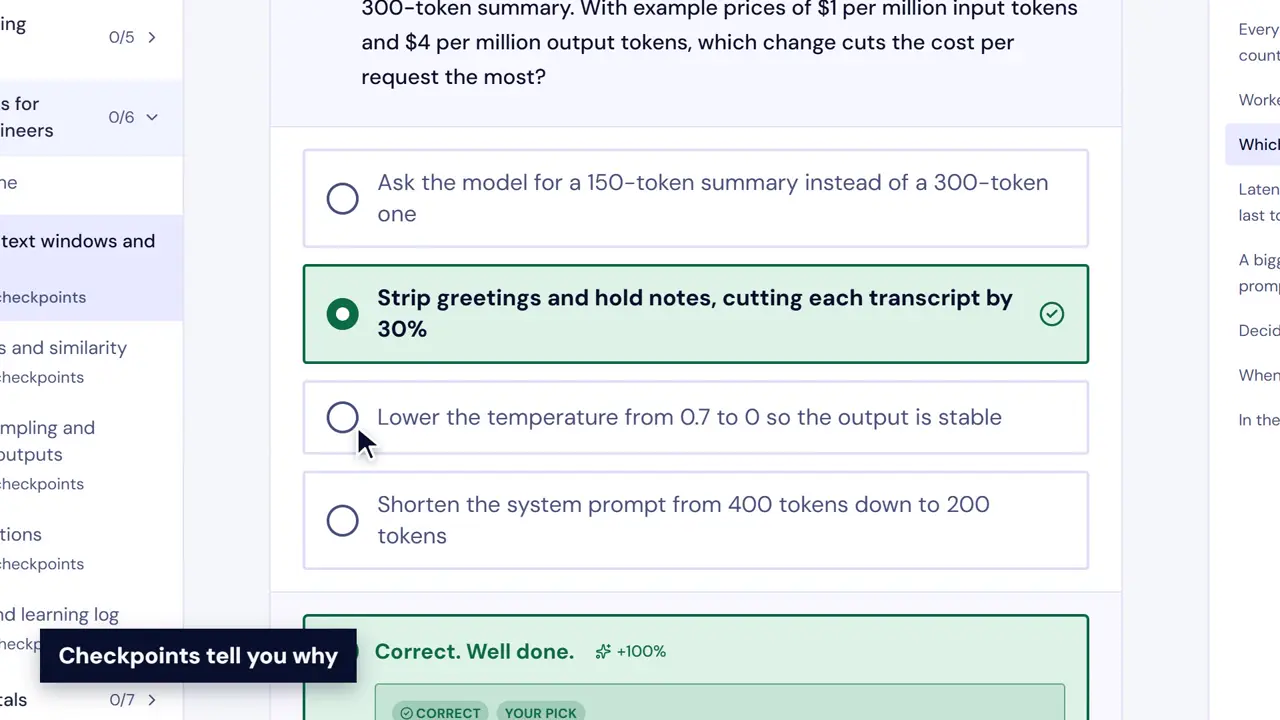 ing
0/5
s for
ineers
0/6
ne
text windows and
checkpoints
s and similarity
checkpoints
mpling and
outputs
checkpoints
tions
checkpoints
nd learning log
tals
0/7
300-token summary. With example prices of $1 per million input tokens
and $4 per million output tokens, which change cuts the cost per
request the most?
Ask the model for a 150-token summary instead of a 300-token
one
Strip greetings and hold notes, cutting each transcript by
30%
Lower the temperature from 0.7 to 0 so the output is stable
Shorten the system prompt from 400 tokens down to 200
tokens
Correct. Well done.
+100%
CORRECT
YOUR PICK
Checkpoints tell you why
Every
count
Worke
Which
Laten
last to
A bigg
promp
Decid
When
In the